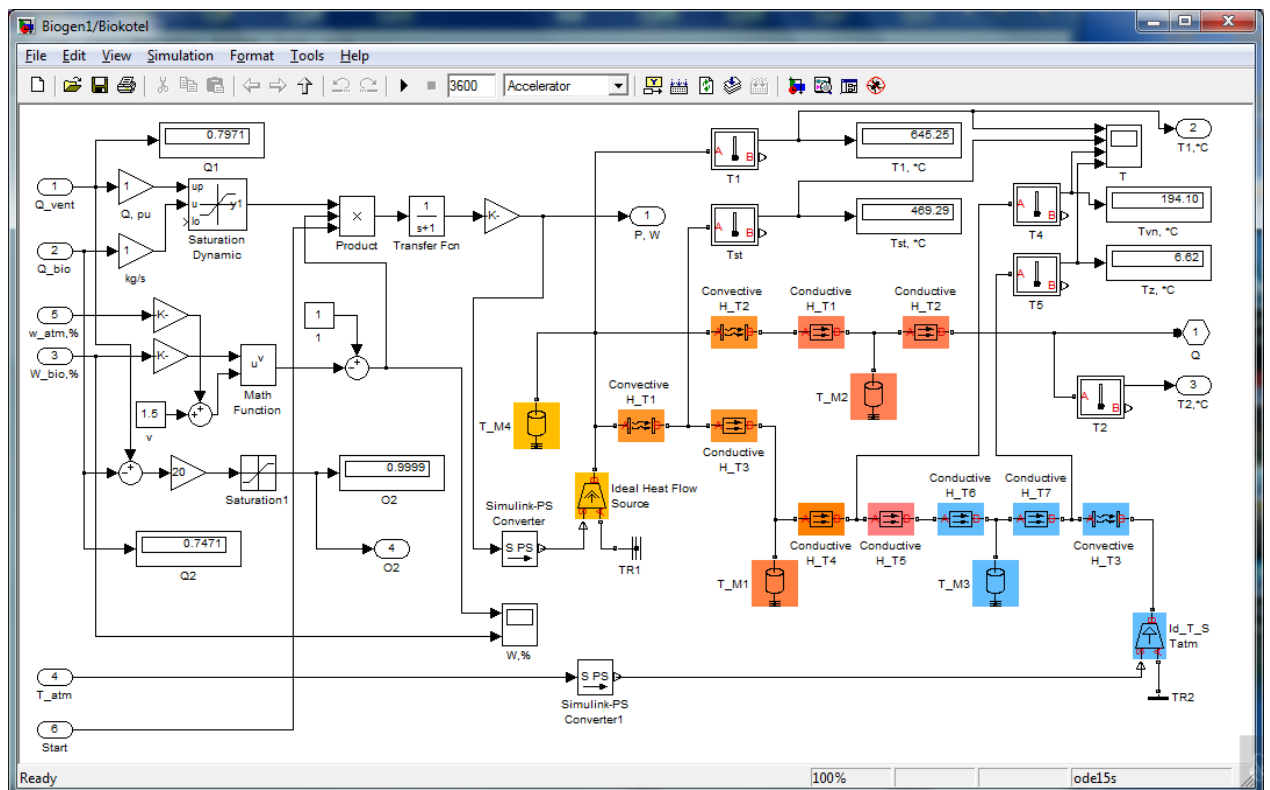 Biogen1/Biokotel
File Edit View Simulation Format Tools Help
3600 Accelerator
0.7971
Q1
1
Q_vent
1
Q, pu
up
u
lo
y1
Saturation
Dynamic
2
Q_bio
1
kg/s
×
Product
1
s+1
Transfer Fcn
K-
1
P, W
5
w_atm,%
K-
3
W_bio,%
K-
1
1
u^v
Math
Function
1.5
v
20
Saturation1
0.9999
O2
4
O2
0.7471
Q2
4
T_atm
6
Start
A B
T1
645.25
T1, *C
A B
Tst
469.29
Tst, *C
T
2
T1,*C
A B
T4
194.10
Tvn, *C
A B
T5
6.62
Tz, *C
Convective
H_T2
Conductive
H_T1
Conductive
H_T2
1
Q
T_M2
A B
T2
3
T2,*C
T_M4
Convective
H_T1
Conductive
H_T3
Ideal Heat Flow
Source
Simulink-PS
Converter
S PS
TR1
Conductive
H_T4
Conductive
H_T5
Conductive
H_T6
Conductive
H_T7
Convective
H_T3
T_M1
T_M3
Id_T_S
Tatm
W,%
S PS
Simulink-PS
Converter1
TR2
Ready 100% ode15s